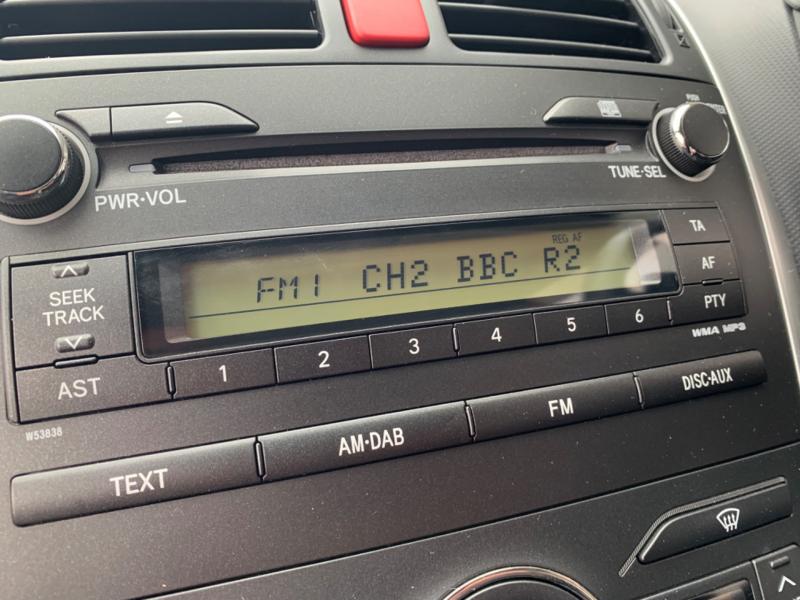 PUSH
PWR·VOL
TUNE·SEL
REG AF
FM1 CH2 BBC R2
SEEK
TRACK
TA
AF
PTY
WMA MP3
AST
1 2 3 4 5 6
W53838
TEXT
AM·DAB
FM
DISC·AUX